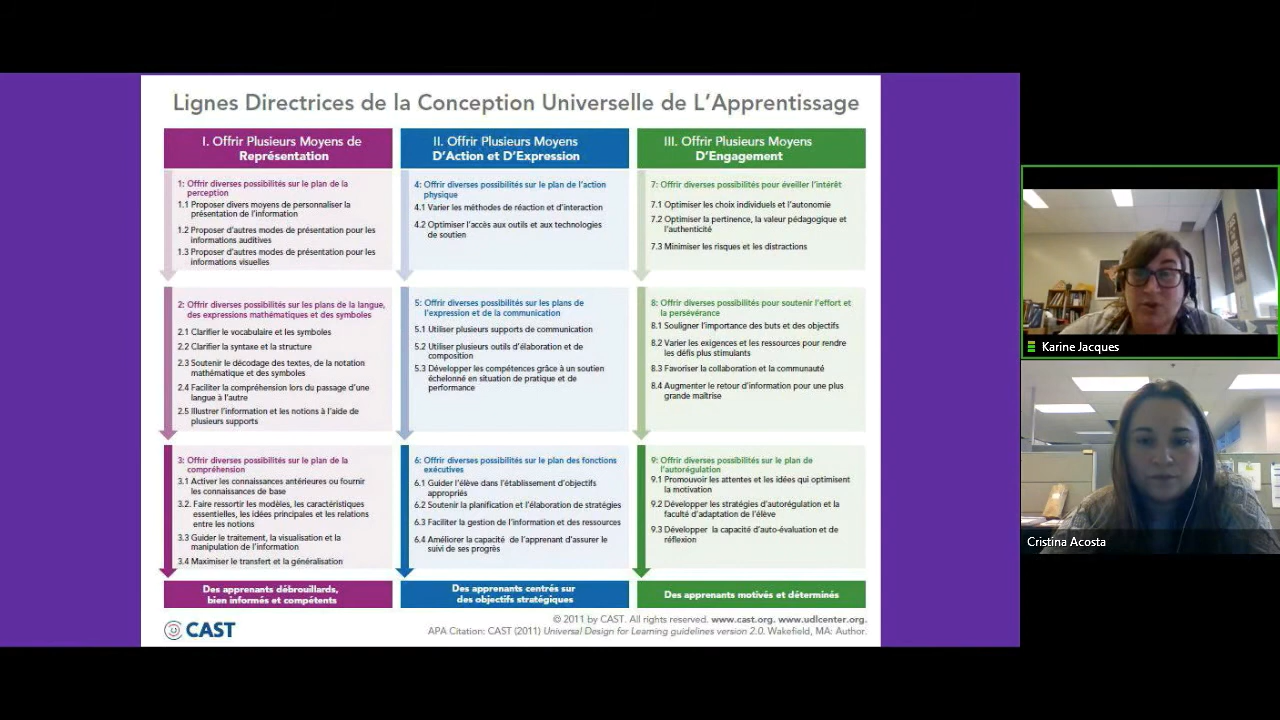 Lignes Directrices de la Conception Universelle de L'Apprentissage
I. Offrir Plusieurs Moyens de
Représentation
1: Offrir diverses possibilités sur le plan de la
perception
1.1 Proposer divers moyens de personnaliser la
présentation de l'information
1.2 Proposer d'autres modes de présentation pour les
informations auditives
1.3 Proposer d'autres modes de présentation pour les
informations visuelles
2: Offrir diverses possibilités sur les plans de la langue,
des expressions mathématiques et des symboles
2.1 Clarifier le vocabulaire et les symboles
2.2 Clarifier la syntaxe et la structure
2.3 Soutenir le décodage des textes, de la notation
mathématique et des symboles
2.4 Faciliter la compréhension lors du passage d'une
langue à l'autre
2.5 Illustrer l'information et les notions à l'aide de
plusieurs supports
3: Offrir diverses possibilités sur le plan de la
compréhension
3.1 Activer les connaissances antérieures ou fournir
les connaissances de base
3.2. Faire ressortir les modèles, les caractéristiques
essentielles, les idées principales et les relations
entre les notions
3.3 Guider le traitement, la visualisation et la
manipulation de l'information
3.4 Maximiser le transfert et la généralisation
Des apprenants débrouillards,
bien informés et compétents
II. Offrir Plusieurs Moyens
D'Action et D'Expression
4: Offrir diverses possibilités sur le plan de l'action
physique
4.1 Varier les méthodes de réaction et d'interaction
4.2 Optimiser l'accès aux outils et aux technologies
de soutien
5: Offrir diverses possibilités sur les plans de
l'expression et de la communication
5.1 Utiliser plusieurs supports de communication
5.2 Utiliser plusieurs outils d'élaboration et de
composition
5.3 Développer les compétences grâce à un soutien
échelonné en situation de pratique et de
performance
6: Offrir diverses possibilités sur le plan des fonctions
exécutives
6.1 Guider l'élève dans l'établissement d'objectifs
appropriés
6.2 Soutenir la planification et l'élaboration de stratégies
6.3 Faciliter la gestion de l'information et des ressources
6.4 Améliorer la capacité de l'apprenant d'assurer le
suivi de ses progrès
Des apprenants centrés sur
des objectifs stratégiques
III. Offrir Plusieurs Moyens
D'Engagement
7: Offrir diverses possibilités pour éveiller l'intérêt
7.1 Optimiser les choix individuels et l'autonomie
7.2 Optimiser la pertinence, la valeur pédagogique et
l'authenticité
7.3 Minimiser les risques et les distractions
8: Offrir diverses possibilités pour soutenir l'effort et
la persévérance
8.1 Souligner l'importance des buts et des objectifs
8.2 Varier les exigences et les ressources pour rendre
les défis plus stimulants
8.3 Favoriser la collaboration et la communauté
8.4 Augmenter le retour d'information pour une plus
grande maîtrise
9: Offrir diverses possibilités sur le plan de
l'autorégulation
9.1 Promouvoir les attentes et les idées qui optimisent
la motivation
9.2 Développer les stratégies d'autorégulation et la
faculté d'adaptation de l'élève
9.3 Développer la capacité d'auto-évaluation et de
réflexion
Des apprenants motivés et déterminés
CAST
© 2011 by CAST. All rights reserved. www.cast.org. www.udlcenter.org.
APA Citation: CAST (2011) Universal Design for Learning guidelines version 2.0. Wakefield, MA: Author.
Karine Jacques
Cristina Acosta